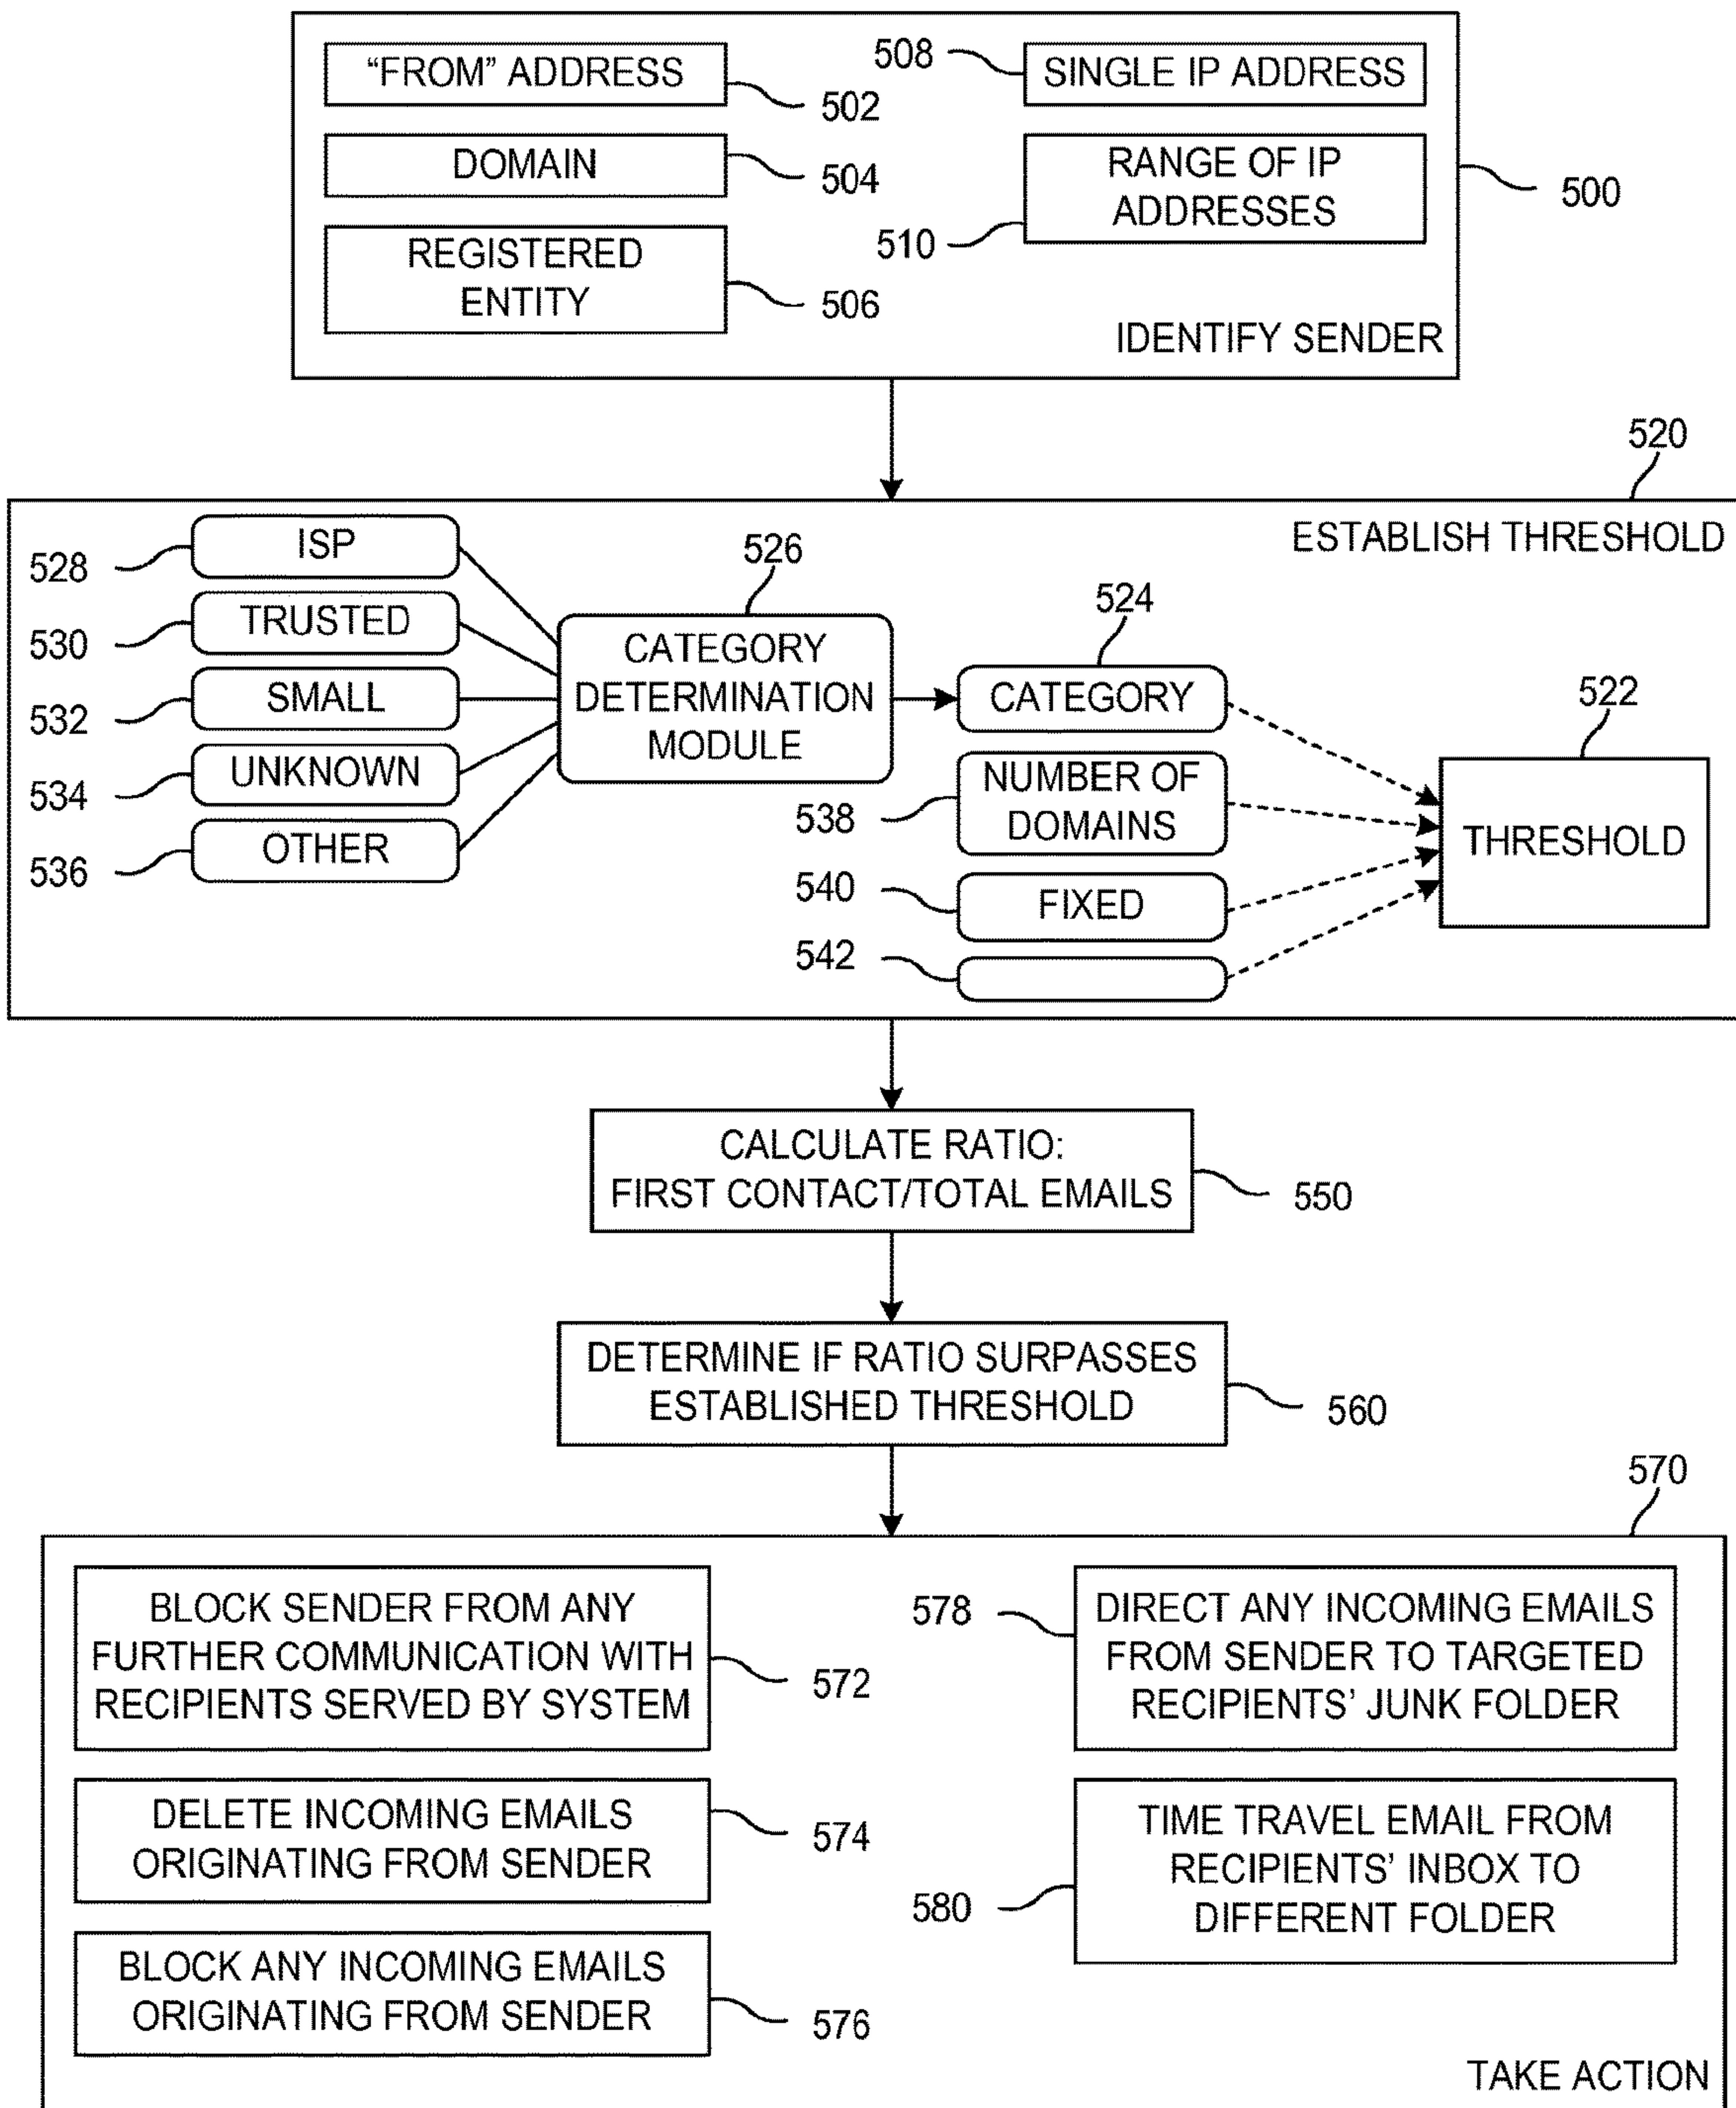 "FROM" ADDRESS
502
DOMAIN
504
REGISTERED
ENTITY
506
508
SINGLE IP ADDRESS
RANGE OF IP
ADDRESSES
510
500
IDENTIFY SENDER
520
ESTABLISH THRESHOLD
528
ISP
530
TRUSTED
532
SMALL
534
UNKNOWN
536
OTHER
526
CATEGORY
DETERMINATION
MODULE
524
CATEGORY
538
NUMBER OF
DOMAINS
540
FIXED
542
522
THRESHOLD
CALCULATE RATIO:
FIRST CONTACT/TOTAL EMAILS
550
DETERMINE IF RATIO SURPASSES
ESTABLISHED THRESHOLD
560
570
BLOCK SENDER FROM ANY
FURTHER COMMUNICATION WITH
RECIPIENTS SERVED BY SYSTEM
572
DELETE INCOMING EMAILS
ORIGINATING FROM SENDER
574
BLOCK ANY INCOMING EMAILS
ORIGINATING FROM SENDER
576
578
DIRECT ANY INCOMING EMAILS
FROM SENDER TO TARGETED
RECIPIENTS' JUNK FOLDER
TIME TRAVEL EMAIL FROM
RECIPIENTS' INBOX TO
DIFFERENT FOLDER
580
TAKE ACTION